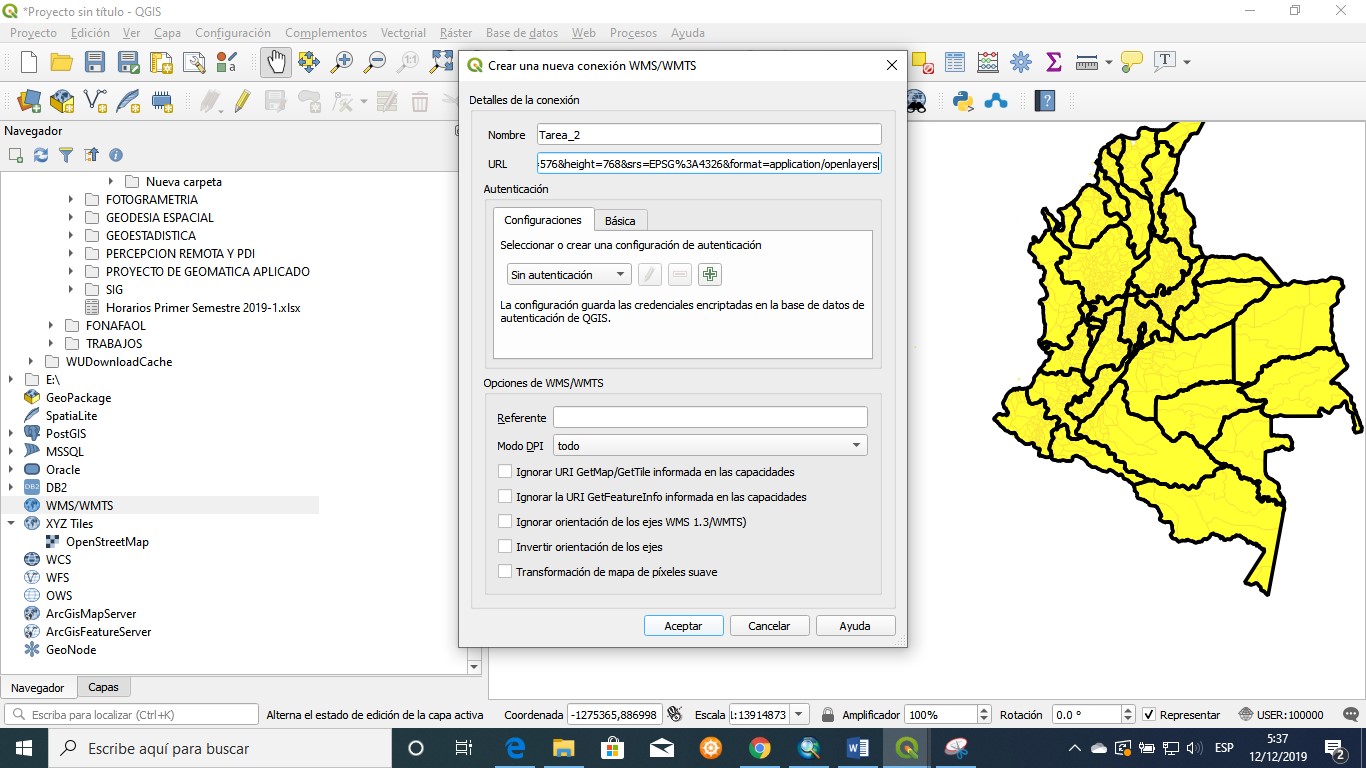 *Proyecto sin título - QGIS
Proyecto Edición Ver Capa Configuración Complementos Vectorial Ráster Base de datos Web Procesos Ayuda
Navegador
Nueva carpeta
FOTOGRAMETRIA
GEODESIA ESPACIAL
GEOESTADISTICA
PERCEPCION REMOTA Y PDI
PROYECTO DE GEOMATICA APLICADO
SIG
Horarios Primer Semestre 2019-1.xlsx
FONAFAOL
TRABAJOS
WUDownloadCache
E:\
GeoPackage
SpatiaLite
PostGIS
MSSQL
Oracle
DB2
WMS/WMTS
XYZ Tiles
OpenStreetMap
WCS
WFS
OWS
ArcGisMapServer
ArcGisFeatureServer
GeoNode
Navegador Capas
Crear una nueva conexión WMS/WMTS
Detalles de la conexión
Nombre Tarea_2
URL =576&height=768&srs=EPSG%3A4326&format=application/openlayers
Autenticación
Configuraciones Básica
Seleccionar o crear una configuración de autenticación
Sin autenticación
La configuración guarda las credenciales encriptadas en la base de datos de
autenticación de QGIS.
Opciones de WMS/WMTS
Referente
Modo DPI todo
Ignorar URI GetMap/GetTile informada en las capacidades
Ignorar la URI GetFeatureInfo informada en las capacidades
Ignorar orientación de los ejes WMS 1.3/WMTS)
Invertir orientación de los ejes
Transformación de mapa de píxeles suave
Aceptar Cancelar Ayuda
Escriba para localizar (Ctrl+K) Alterna el estado de edición de la capa activa Coordenada -1275365,886998 Escala 1:13914873 Amplificador 100% Rotación 0.0 ° Representar USER:100000
Escribe aquí para buscar
ESP
5:37
12/12/2019
2